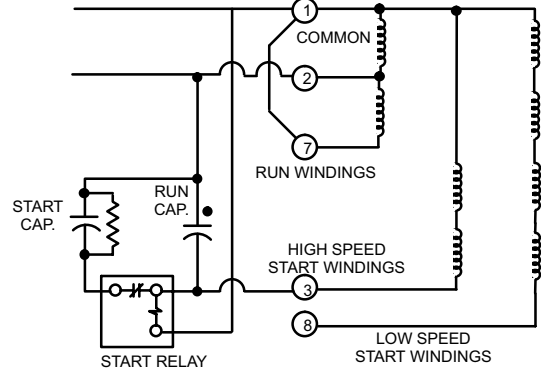 1
COMMON
2
7
RUN WINDINGS
START
CAP.
RUN
CAP.
HIGH SPEED
START WINDINGS
3
8
LOW SPEED
START WINDINGS
START RELAY